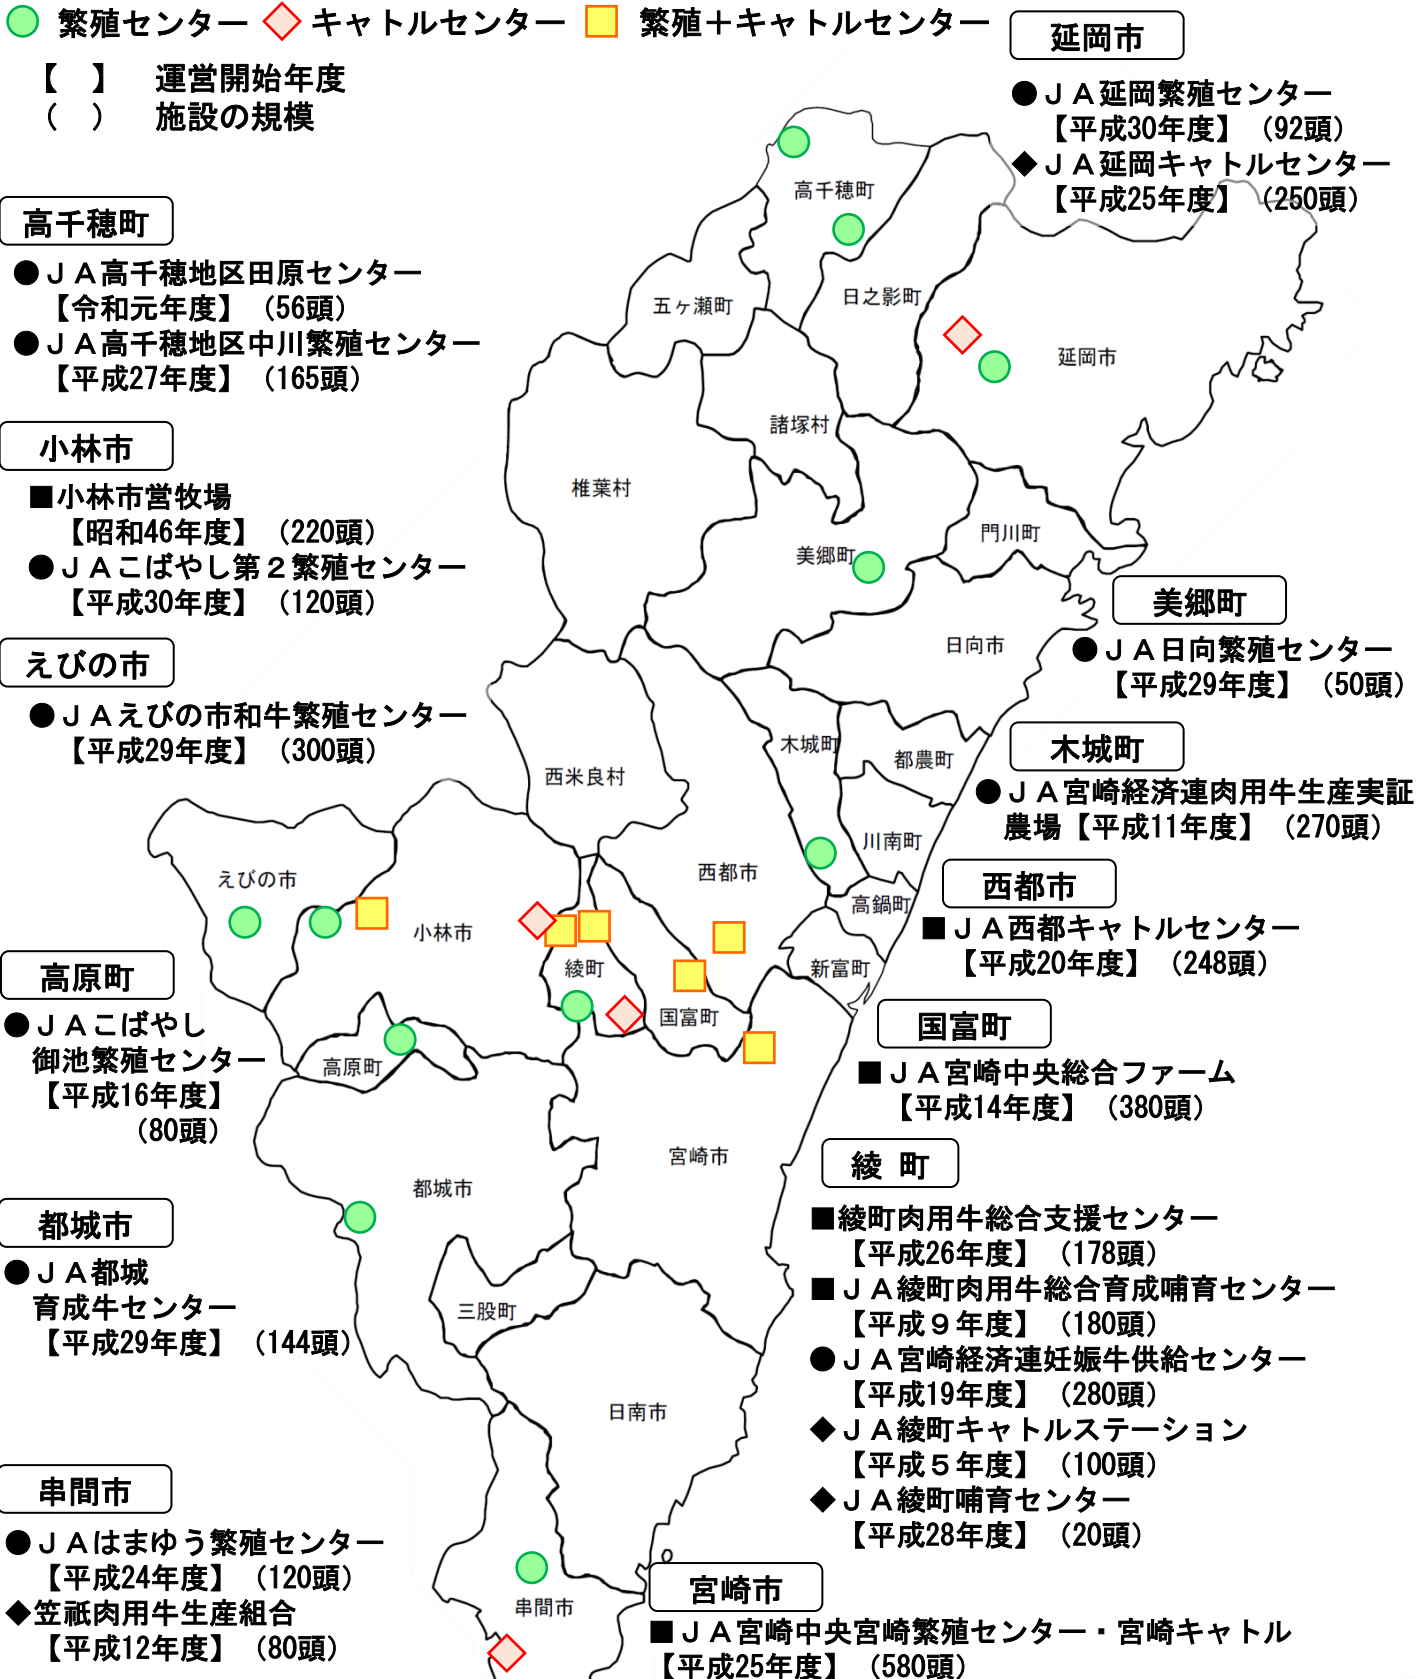 繁殖センター キャトルセンター 繁殖＋キャトルセンター
【　】　運営開始年度
（　）　施設の規模
延岡市
●ＪＡ延岡繁殖センター
【平成30年度】（92頭）
◆ＪＡ延岡キャトルセンター
【平成25年度】（250頭）
高千穂町
●ＪＡ高千穂地区田原センター
【令和元年度】（56頭）
●ＪＡ高千穂地区中川繁殖センター
【平成27年度】（165頭）
小林市
■小林市営牧場
【昭和46年度】（220頭）
●ＪＡこばやし第２繁殖センター
【平成30年度】（120頭）
えびの市
●ＪＡえびの市和牛繁殖センター
【平成29年度】（300頭）
高原町
●ＪＡこばやし
御池繁殖センター
【平成16年度】
（80頭）
都城市
●ＪＡ都城
育成牛センター
【平成29年度】（144頭）
串間市
●ＪＡはまゆう繁殖センター
【平成24年度】（120頭）
◆笠祇肉用牛生産組合
【平成12年度】（80頭）
高千穂町
五ヶ瀬町
日之影町
延岡市
諸塚村
椎葉村
門川町
美郷町
日向市
木城町
都農町
西米良村
川南町
西都市
えびの市
高鍋町
小林市
綾町
新富町
国富町
高原町
宮崎市
都城市
三股町
日南市
串間市
美郷町
●ＪＡ日向繁殖センター
【平成29年度】（50頭）
木城町
●ＪＡ宮崎経済連肉用牛生産実証
農場【平成11年度】（270頭）
西都市
■ＪＡ西都キャトルセンター
【平成20年度】（248頭）
国富町
■ＪＡ宮崎中央総合ファーム
【平成14年度】（380頭）
綾 町
■綾町肉用牛総合支援センター
【平成26年度】（178頭）
■ＪＡ綾町肉用牛総合育成哺育センター
【平成９年度】（180頭）
●ＪＡ宮崎経済連妊娠牛供給センター
【平成19年度】（280頭）
◆ＪＡ綾町キャトルステーション
【平成５年度】（100頭）
◆ＪＡ綾町哺育センター
【平成28年度】（20頭）
宮崎市
■ＪＡ宮崎中央宮崎繁殖センター・宮崎キャトル
【平成25年度】（580頭）